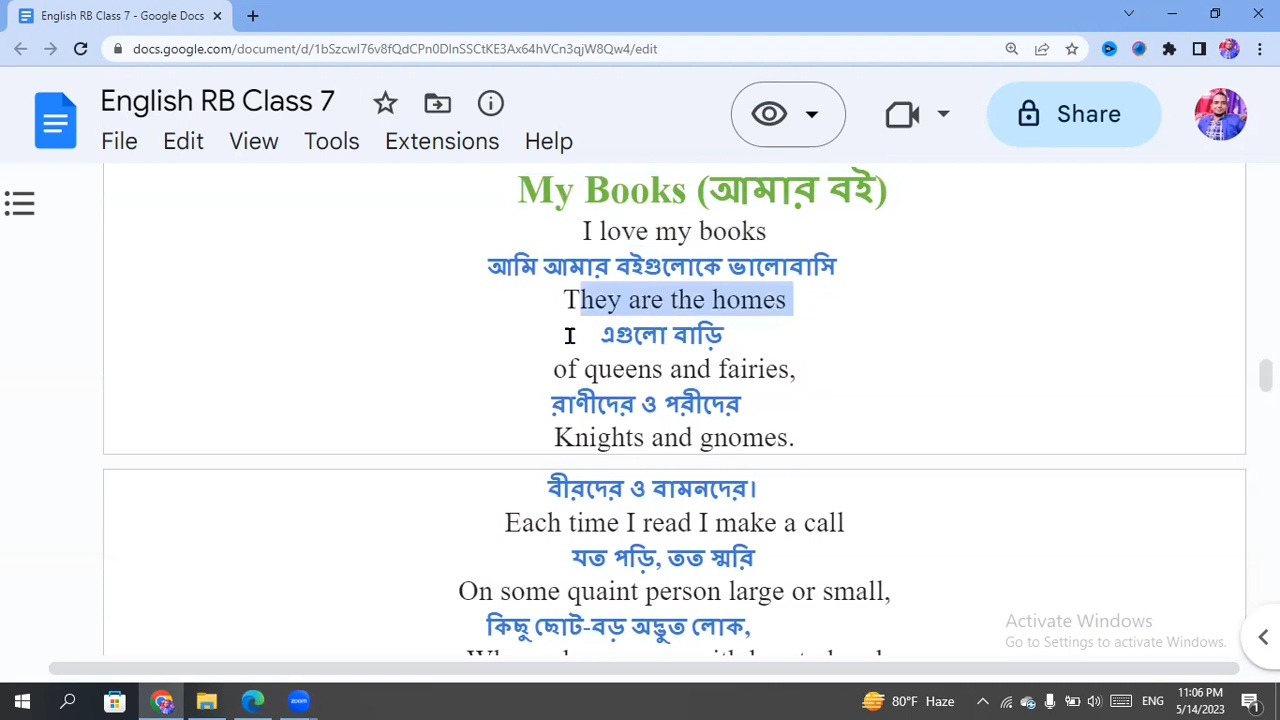 English RB Class 7 - Google Docs
docs.google.com/document/d/1bSzcwI76v8fQdCPn0DInSSCtKE3Ax64hVCn3qjW8Qw4/edit
English RB Class 7
Share
File Edit View Tools Extensions Help
My Books (আমার বই)
I love my books
আমি আমার বইগুলোকে ভালোবাসি
They are the homes
এগুলো বাড়ি
of queens and fairies,
রাণীদের ও পরীদের
Knights and gnomes.
বীরদের ও বামনদের।
Each time I read I make a call
যত পড়ি, তত স্মরি
On some quaint person large or small,
কিছু ছোট-বড় অদ্ভুত লোক,
Activate Windows
Go to Settings to activate Windows.
zoom
80°F Haze
ENG
11:06 PM
5/14/2023
1